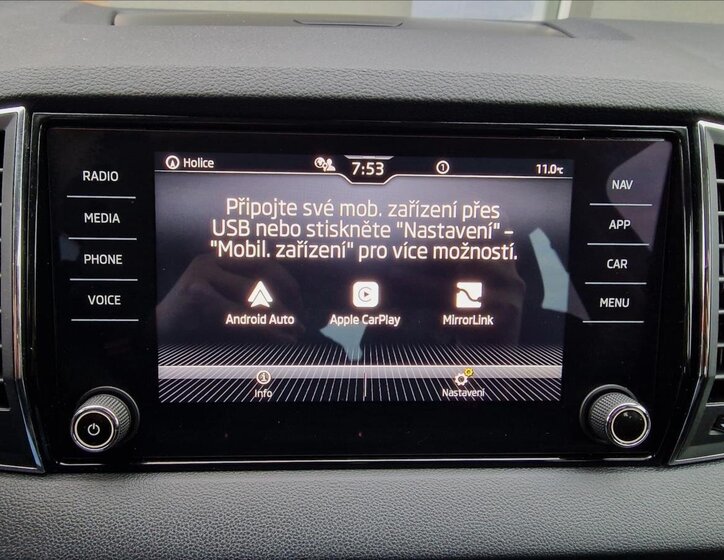 Holice
7:53
11.0°C
RADIO
MEDIA
PHONE
VOICE
Připojte své mob. zařízení přes
USB nebo stiskněte "Nastavení" –
"Mobil. zařízení" pro více možností.
Android Auto
Apple CarPlay
MirrorLink
Info
Nastavení
NAV
APP
CAR
MENU